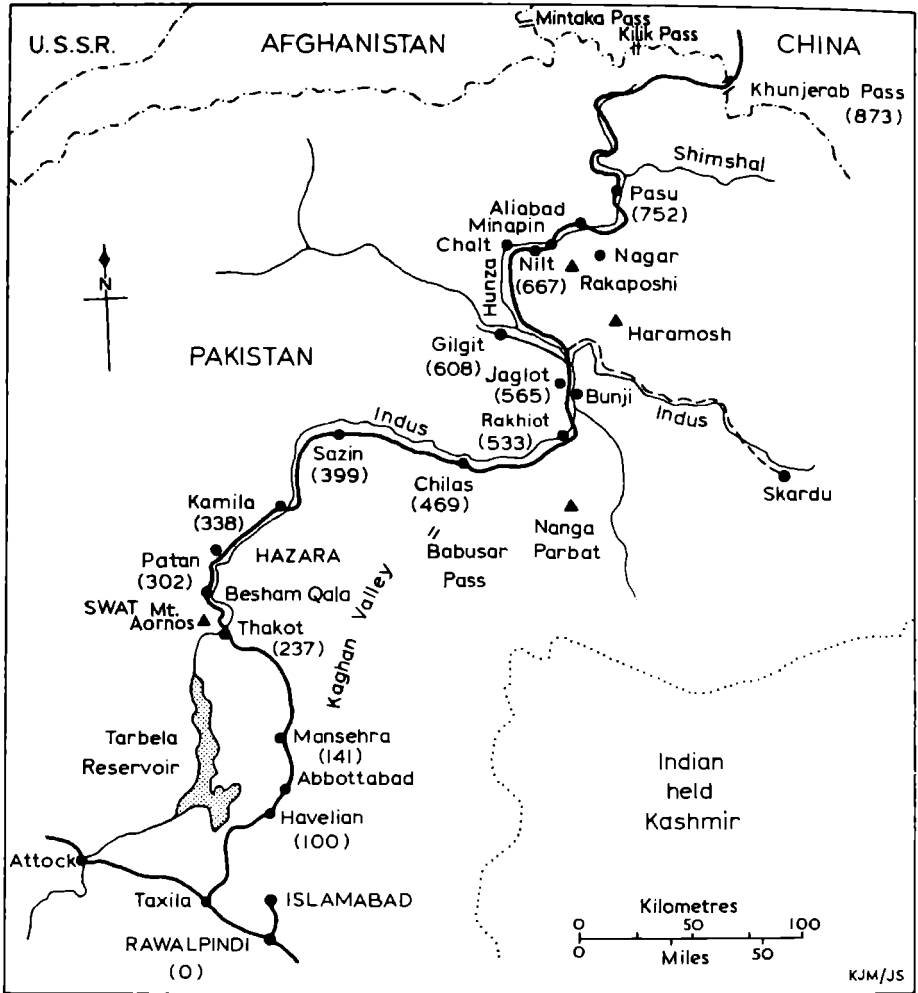 Mintaka Pass
Kilik Pass
U.S.S.R.
AFGHANISTAN
CHINA
Khunjerab Pass
(873)
Shimshal
Pasu
(752)
Aliabad
Minapin
Chalt
Nilt
(667)
Nagar
Rakaposhi
Hunza
N
Haramosh
PAKISTAN
Gilgit
(608)
Jaglot
(565)
Bunji
Indus
Rakhiot
(533)
Indus
Sazin
(399)
Chilas
(469)
Skardu
Kamila
(338)
Nanga
Parbat
Babusar
Pass
HAZARA
Patan
(302)
Besham Qala
SWAT Mt.
Aornos
Thakot
(237)
Kaghan Valley
Tarbela
Reservoir
Mansehra
(141)
Abbottabad
Havelian
(100)
Indian
held
Kashmir
Attock
Taxila
ISLAMABAD
RAWALPINDI
(0)
Kilometres
0 50 100
0 50
Miles
KJM/JS